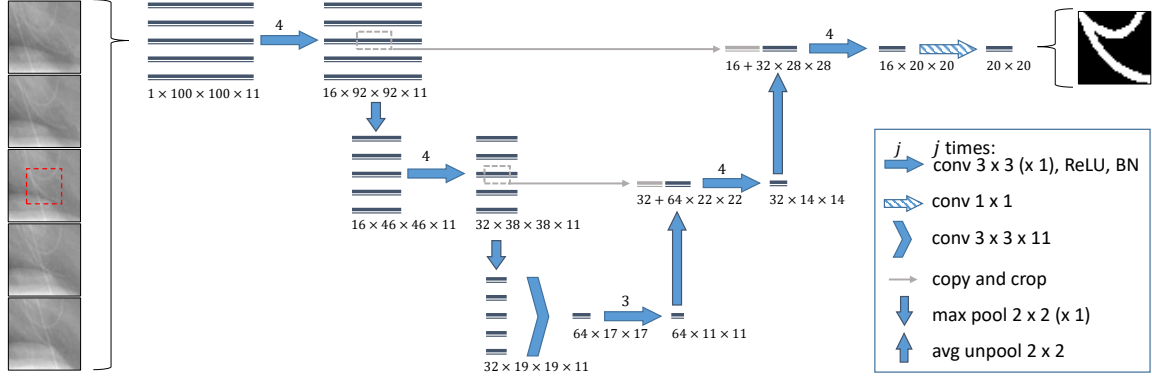 4
4
1 × 100 × 100 × 11
16 × 92 × 92 × 11
16 + 32 × 28 × 28
16 × 20 × 20
20 × 20
4
4
16 × 46 × 46 × 11
32 × 38 × 38 × 11
32 + 64 × 22 × 22
32 × 14 × 14
3
32 × 19 × 19 × 11
64 × 17 × 17
64 × 11 × 11
j j times:
conv 3 x 3 (x 1), ReLU, BN
conv 1 x 1
conv 3 x 3 x 11
copy and crop
max pool 2 x 2 (x 1)
avg unpool 2 x 2